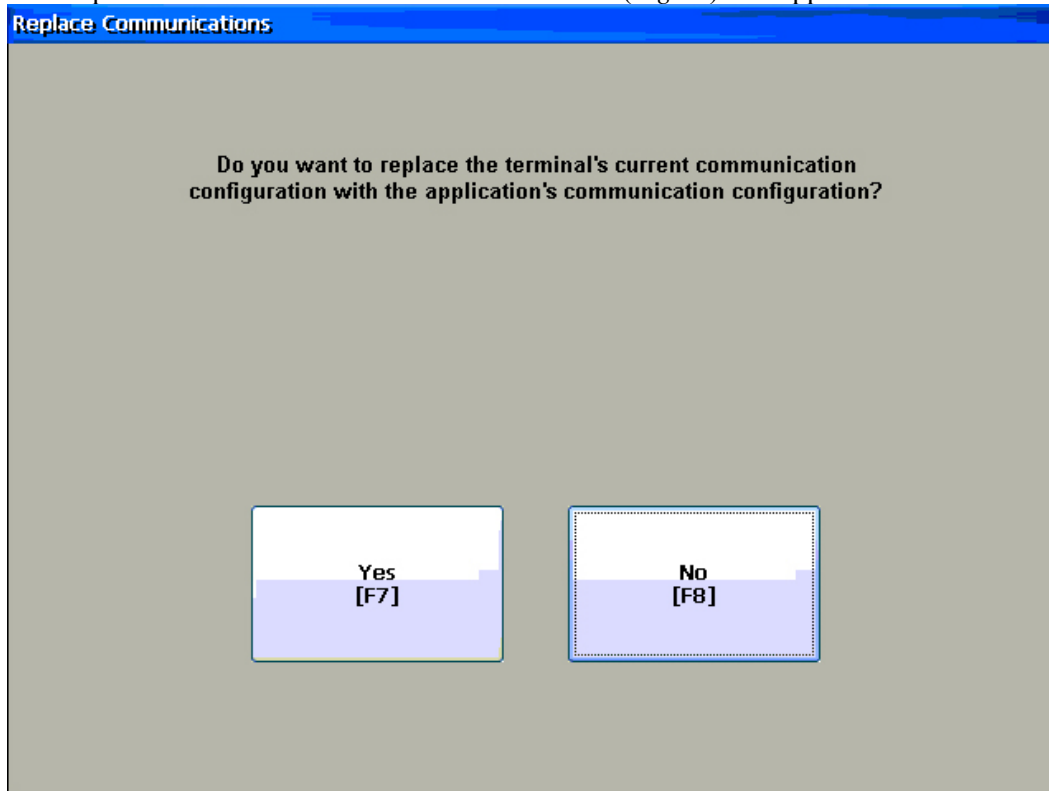 Replace Communications
Do you want to replace the terminal's current communication
configuration with the application's communication configuration?
Yes
[F7]
No
[F8]